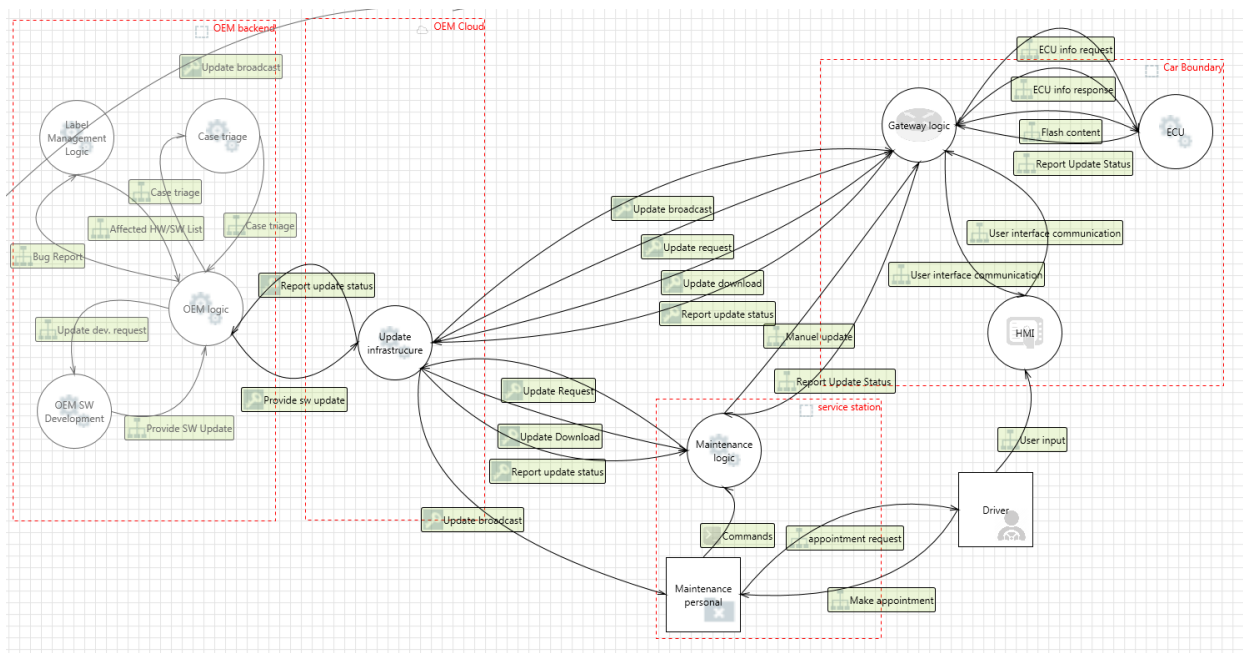 OEM backend
OEM Cloud
ECU info request
Update broadcast
Car Boundary
ECU info response
Label
Management
Logic
Case triage
Gateway logic
Flash content
ECU
Report Update Status
Case triage
Update broadcast
Affected HW/SW List
Case triage
User interface communication
Update request
Bug Report
User interface communication
Report update status
Update download
OEM logic
Report update status
Update dev. request
Update
infrastrucure
Manuel update
HMI
Report Update Status
Update Request
Provide sw update
OEM SW
Development
service station
Provide SW Update
Update Download
User input
Maintenance
logic
Report update status
Driver
Update broadcast
Commands
appointment request
Maintenance
personal
Make appointment